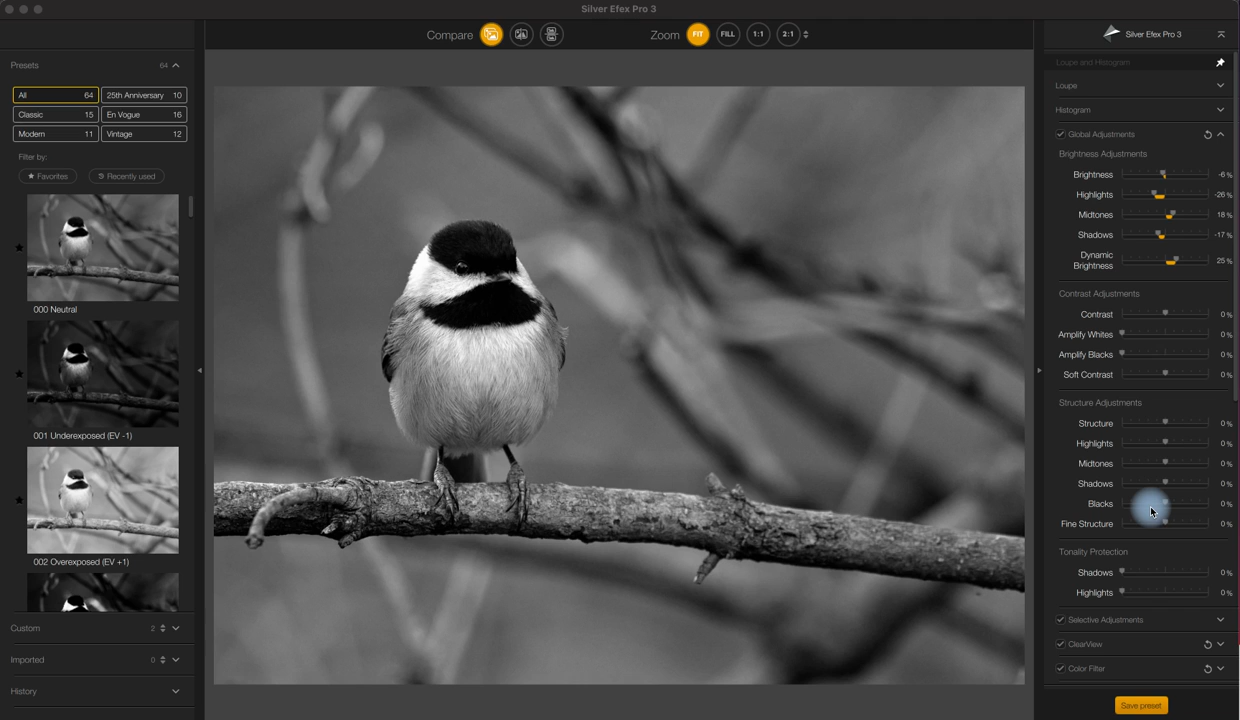 Silver Efex Pro 3
Compare
Zoom FIT FILL 1:1 2:1
Silver Efex Pro 3
Presets 64
All 64
25th Anniversary 10
Classic 15
En Vogue 16
Modern 11
Vintage 12
Filter by:
Favorites
Recently used
000 Neutral
001 Underexposed (EV -1)
002 Overexposed (EV +1)
Custom 2
Imported 0
History
Loupe and Histogram
Loupe
Histogram
Global Adjustments
Brightness Adjustments
Brightness -6 %
Highlights -26 %
Midtones 18 %
Shadows -17 %
Dynamic
Brightness 25 %
Contrast Adjustments
Contrast 0 %
Amplify Whites 0 %
Amplify Blacks 0 %
Soft Contrast 0 %
Structure Adjustments
Structure 0 %
Highlights 0 %
Midtones 0 %
Shadows 0 %
Blacks 0 %
Fine Structure 0 %
Tonality Protection
Shadows 0 %
Highlights 0 %
Selective Adjustments
ClearView
Color Filter
Save preset